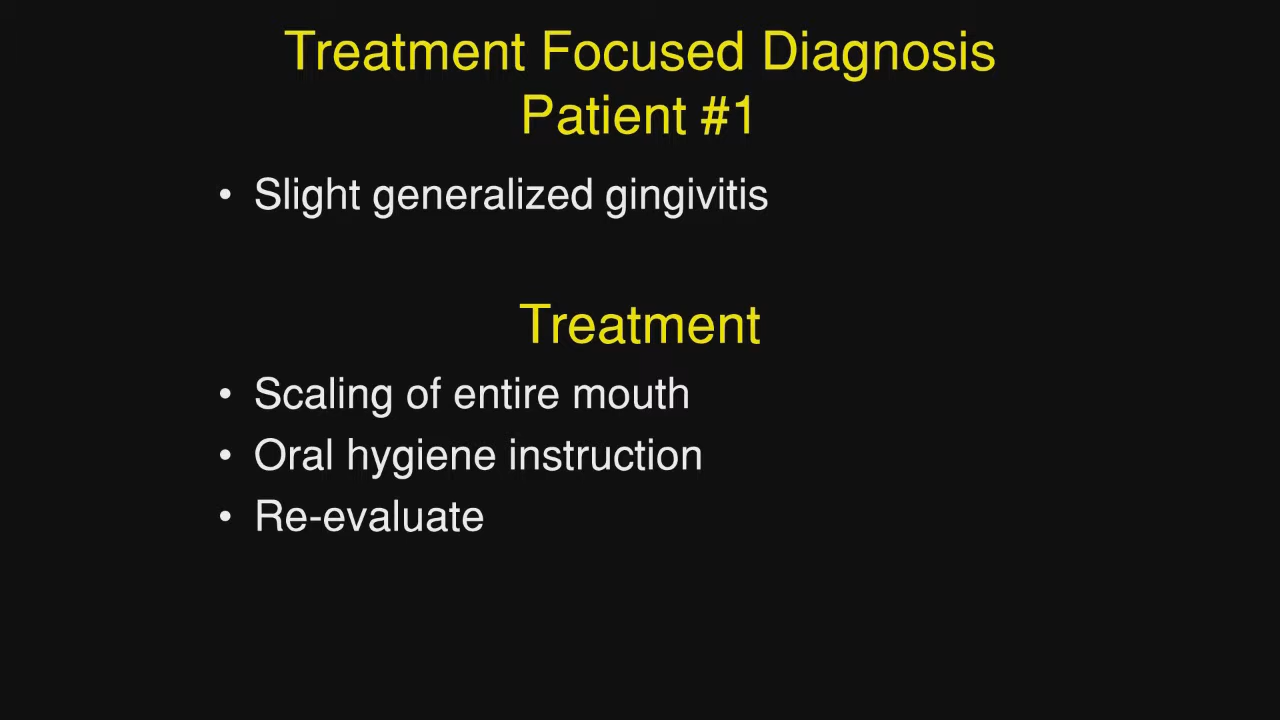 Treatment Focused Diagnosis
Patient #1
• Slight generalized gingivitis
Treatment
• Scaling of entire mouth
• Oral hygiene instruction
• Re-evaluate